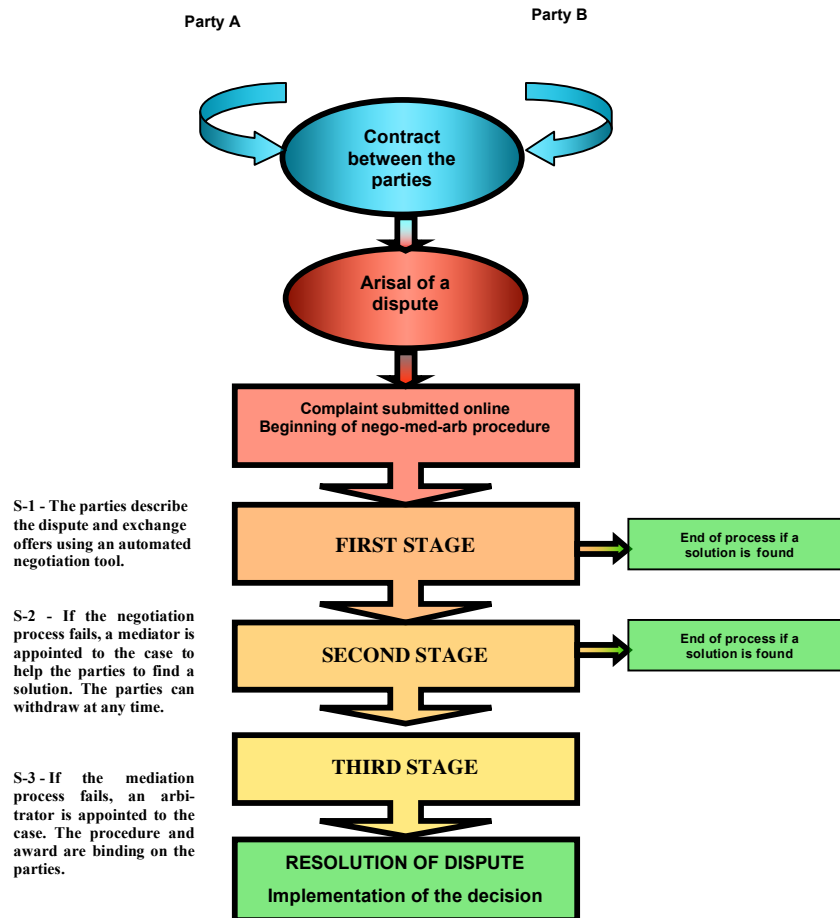 Party A
Party B
Contract
between the
parties
Arisal of a
dispute
Complaint submitted online
Beginning of nego-med-arb procedure
S-1 - The parties describe
the dispute and exchange
offers using an automated
negotiation tool.
FIRST STAGE
End of process if a
solution is found
S-2 - If the negotiation
process fails, a mediator is
appointed to the case to
help the parties to find a
solution. The parties can
withdraw at any time.
SECOND STAGE
End of process if a
solution is found
S-3 - If the mediation
process fails, an arbi-
trator is appointed to the
case. The procedure and
award are binding on the
parties.
THIRD STAGE
RESOLUTION OF DISPUTE
Implementation of the decision